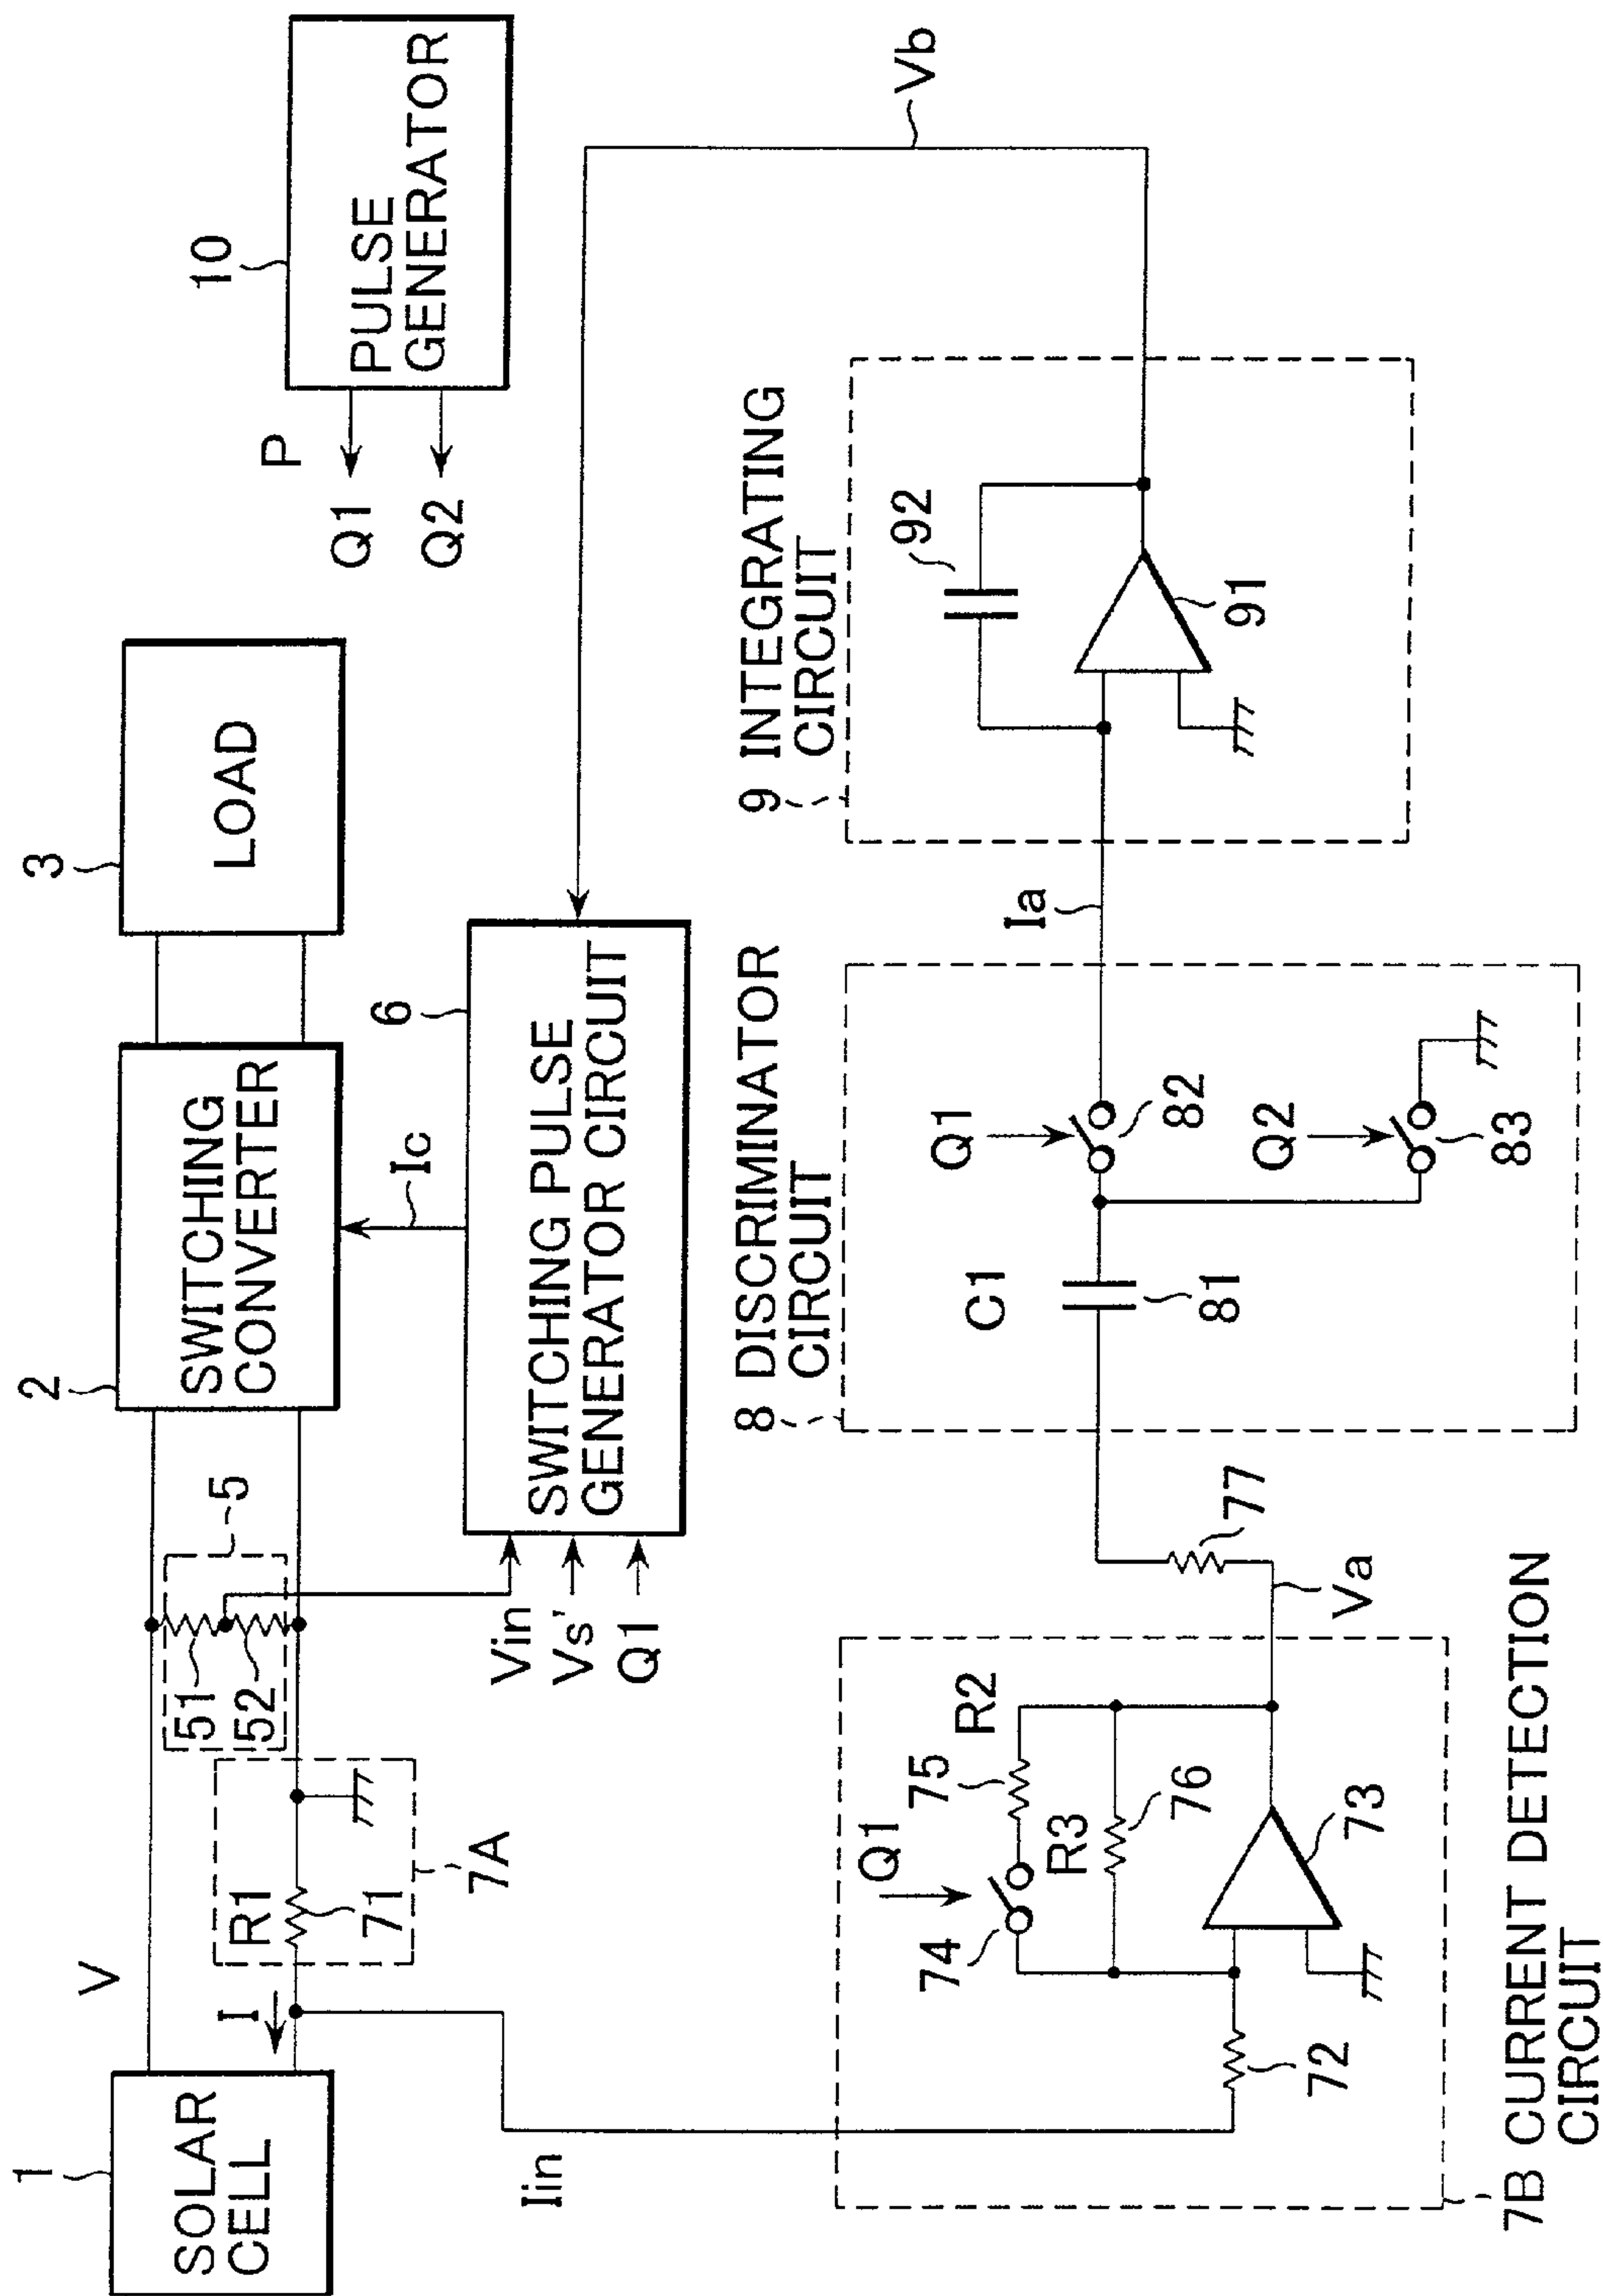 1
SOLAR
CELL
V
I
R1
71
7A
51
52
5
2
SWITCHING
CONVERTER
3
LOAD
10
PULSE
GENERATOR
P
Q1
Q2
Iin
Vin
Vs'
Q1
Ic
6
SWITCHING PULSE
GENERATOR CIRCUIT
Vb
7B CURRENT DETECTION
CIRCUIT
72
73
74
Q1
75
R2
R3
76
Va
77
8 DISCRIMINATOR
CIRCUIT
C1
81
Q1
82
Q2
83
Ia
9 INTEGRATING
CIRCUIT
92
91